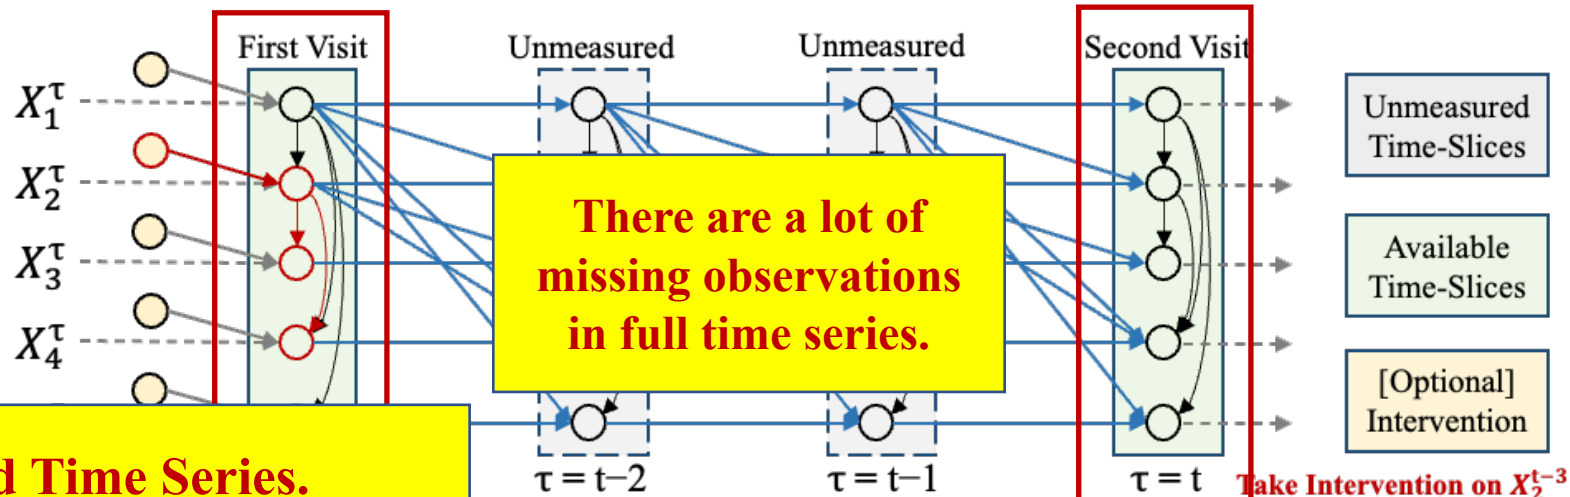 First Visit
Unmeasured
Unmeasured
Second Visit
X₁^τ
X₂^τ
X₃^τ
X₄^τ
There are a lot of
missing observations
in full time series.
Unmeasured
Time-Slices
Available
Time-Slices
[Optional]
Intervention
Time Series.
τ = t−2
τ = t−1
τ = t
Take Intervention on X₂^{t−3}